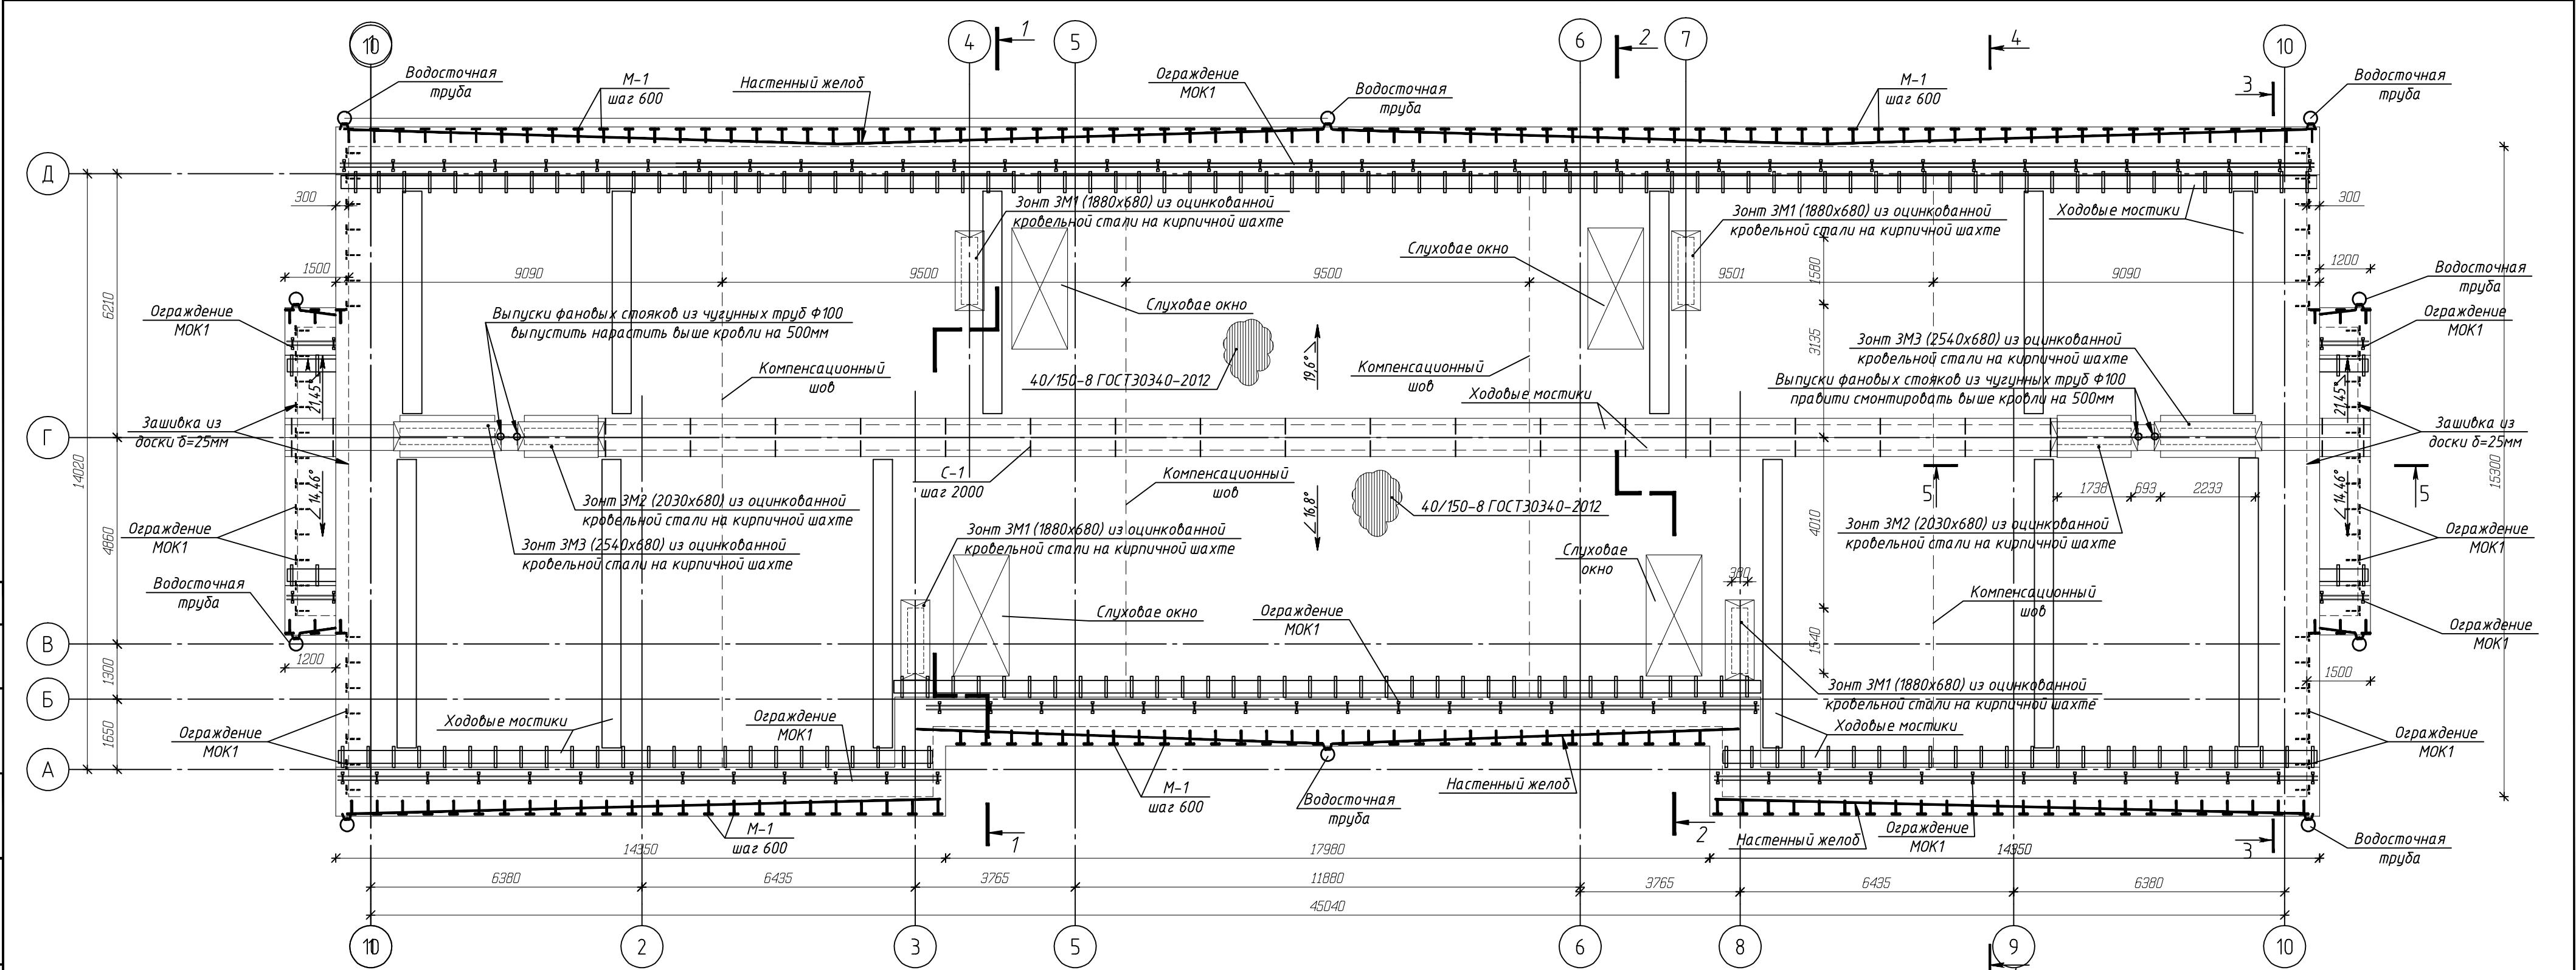 10
4
1
5
6
2
7
4
10
Водосточная
труба
М-1
шаг 600
Настенный желоб
Ограждение
МОК1
Водосточная
труба
М-1
шаг 600
3
Водосточная
труба
Д
300
Зонт ЗМ1 (1880х680) из оцинкованной
кровельной стали на кирпичной шахте
Зонт ЗМ1 (1880х680) из оцинкованной
кровельной стали на кирпичной шахте
Ходовые мостики
300
1500
9090
9500
9500
Слуховое окно
9501
1580
9090
1200
Водосточная
труба
6210
Ограждение
МОК1
Выпуски фановых стояков из чугунных труб Ф100
выпустить нарастить выше кровли на 500мм
Слуховае окно
Ограждение
МОК1
Компенсационный
шов
40/150-8 ГОСТ30340-2012
19,6°
Компенсационный
шов
3135
Зонт ЗМ3 (2540х680) из оцинкованной
кровельной стали на кирпичной шахте
Выпуски фановых стояков из чугунных труб Ф100
правити смонтировать выше кровли на 500мм
21,45°
21,45°
Ходовые мостики
Г
Зашивка из
доски δ=25мм
Зашивка из
доски δ=25мм
14020
14,46°
С-1
шаг 2000
Компенсационный
шов
40/150-8 ГОСТ30340-2012
16,8°
5
5
1738
693
2233
14,46°
15300
Зонт ЗМ2 (2030х680) из оцинкованной
кровельной стали на кирпичной шахте
Зонт ЗМ2 (2030х680) из оцинкованной
кровельной стали на кирпичной шахте
4860
Ограждение
МОК1
Зонт ЗМ3 (2540х680) из оцинкованной
кровельной стали на кирпичной шахте
Зонт ЗМ1 (1880х680) из оцинкованной
кровельной стали на кирпичной шахте
Слуховае
окно
4010
Ограждение
МОК1
Водосточная
труба
380
Слуховае окно
Ограждение
МОК1
Компенсационный
шов
Ограждение
МОК1
В
1200
1300
1540
1500
Б
1650
Зонт ЗМ1 (1880х680) из оцинкованной
кровельной стали на кирпичной шахте
Ограждение
МОК1
Ходовые мостики
Ограждение
МОК1
Ходовые мостики
Ограждение
МОК1
А
М-1
шаг 600
Настенный желоб
Водосточная
труба
М-1
шаг 600
1
2
Настенный желоб
Ограждение
МОК1
3
Водосточная
труба
14350
17980
14350
6380
6435
3765
11880
3765
6435
6380
45040
10
2
3
5
6
8
9
10